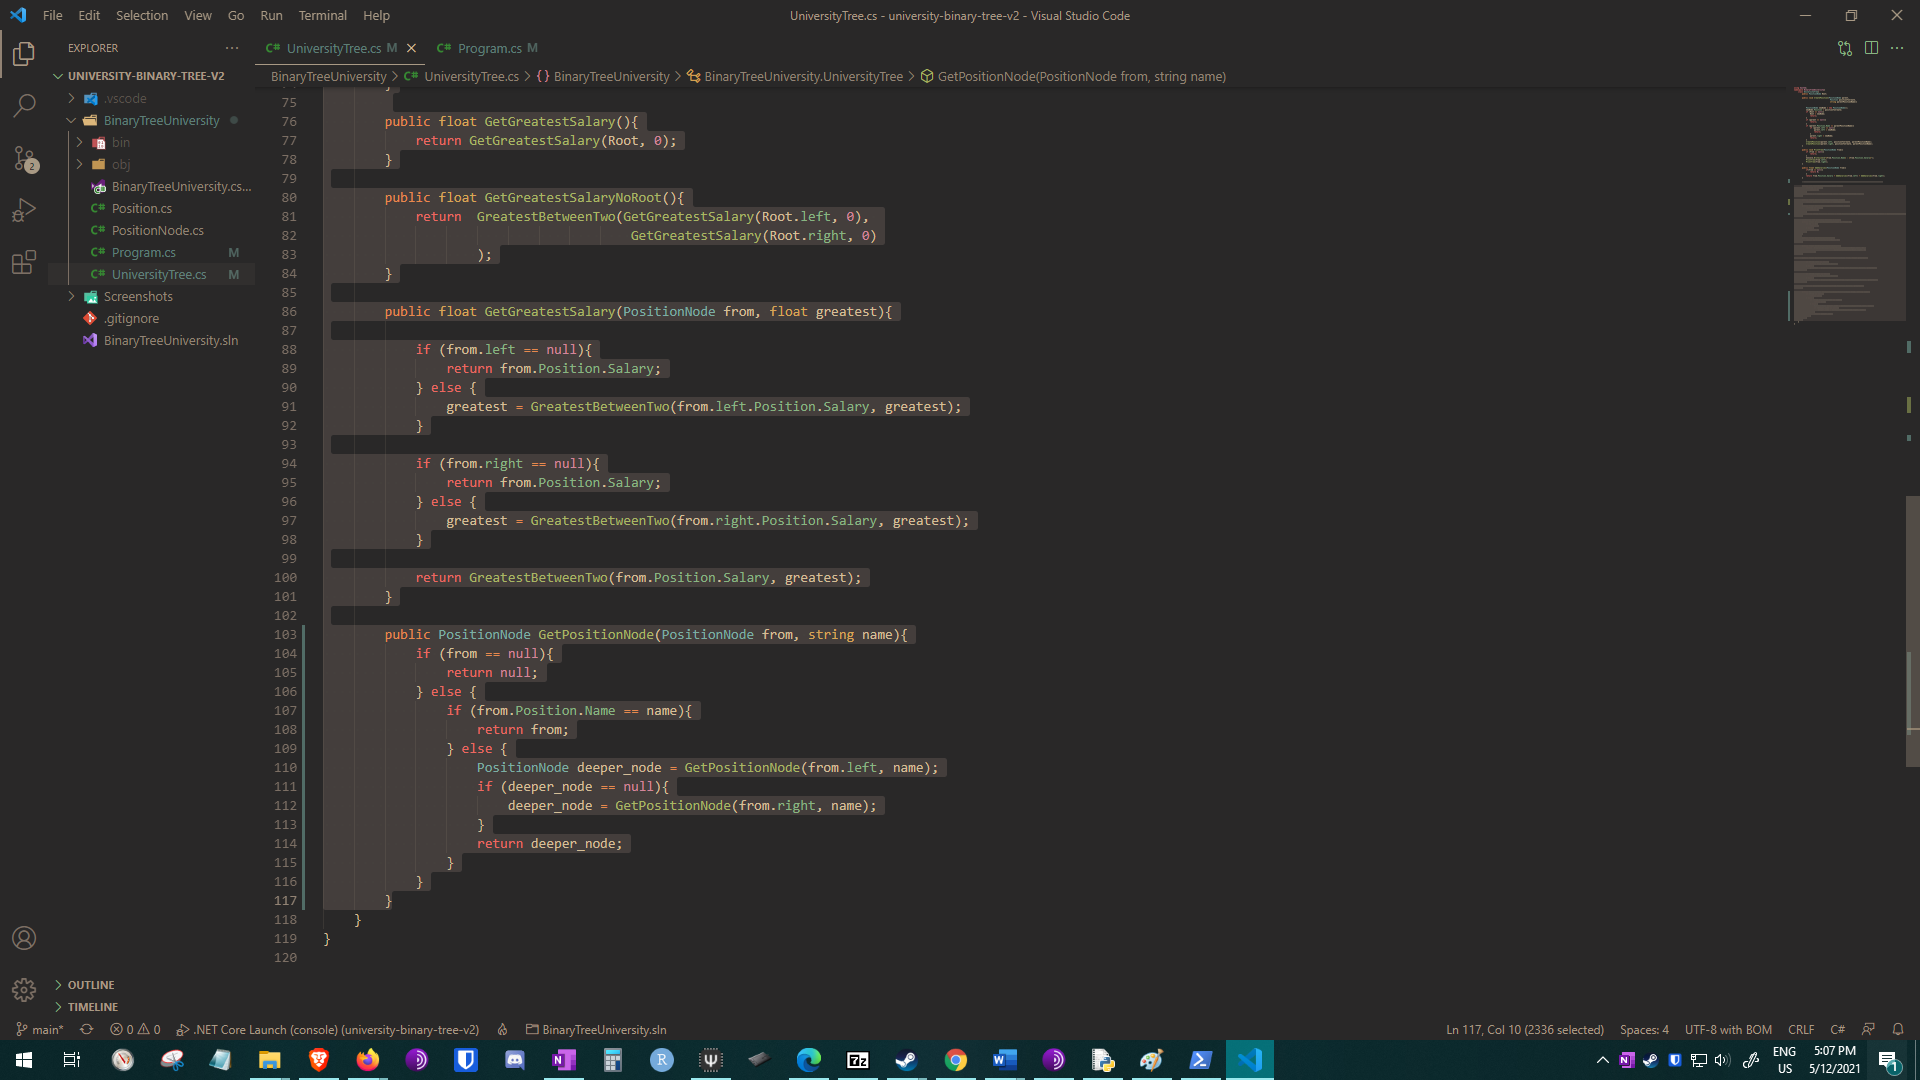 File Edit Selection View Go Run Terminal Help
UniversityTree.cs - university-binary-tree-v2 - Visual Studio Code
EXPLORER
UNIVERSITY-BINARY-TREE-V2
.vscode
BinaryTreeUniversity
bin
obj
BinaryTreeUniversity.cs...
Position.cs
PositionNode.cs
Program.cs M
UniversityTree.cs M
Screenshots
.gitignore
BinaryTreeUniversity.sln
OUTLINE
TIMELINE
C# UniversityTree.cs M
C# Program.cs M
BinaryTreeUniversity > C# UniversityTree.cs > {} BinaryTreeUniversity > BinaryTreeUniversity.UniversityTree > GetPositionNode(PositionNode from, string name)
75
76 public float GetGreatestSalary(){
77 return GetGreatestSalary(Root, 0);
78 }
79
80 public float GetGreatestSalaryNoRoot(){
81 return  GreatestBetweenTwo(GetGreatestSalary(Root.left, 0),
82 GetGreatestSalary(Root.right, 0)
83 );
84 }
85
86 public float GetGreatestSalary(PositionNode from, float greatest){
87
88 if (from.left == null){
89 return from.Position.Salary;
90 } else {
91 greatest = GreatestBetweenTwo(from.left.Position.Salary, greatest);
92 }
93
94 if (from.right == null){
95 return from.Position.Salary;
96 } else {
97 greatest = GreatestBetweenTwo(from.right.Position.Salary, greatest);
98 }
99
100 return GreatestBetweenTwo(from.Position.Salary, greatest);
101 }
102
103 public PositionNode GetPositionNode(PositionNode from, string name){
104 if (from == null){
105 return null;
106 } else {
107 if (from.Position.Name == name){
108 return from;
109 } else {
110 PositionNode deeper_node = GetPositionNode(from.left, name);
111 if (deeper_node == null){
112 deeper_node = GetPositionNode(from.right, name);
113 }
114 return deeper_node;
115 }
116 }
117 }
118 }
119 }
120
2
main* 0 0 .NET Core Launch (console) (university-binary-tree-v2) BinaryTreeUniversity.sln
Ln 117, Col 10 (2336 selected) Spaces: 4 UTF-8 with BOM CRLF C#
ENG
US
5:07 PM
5/12/2021
1